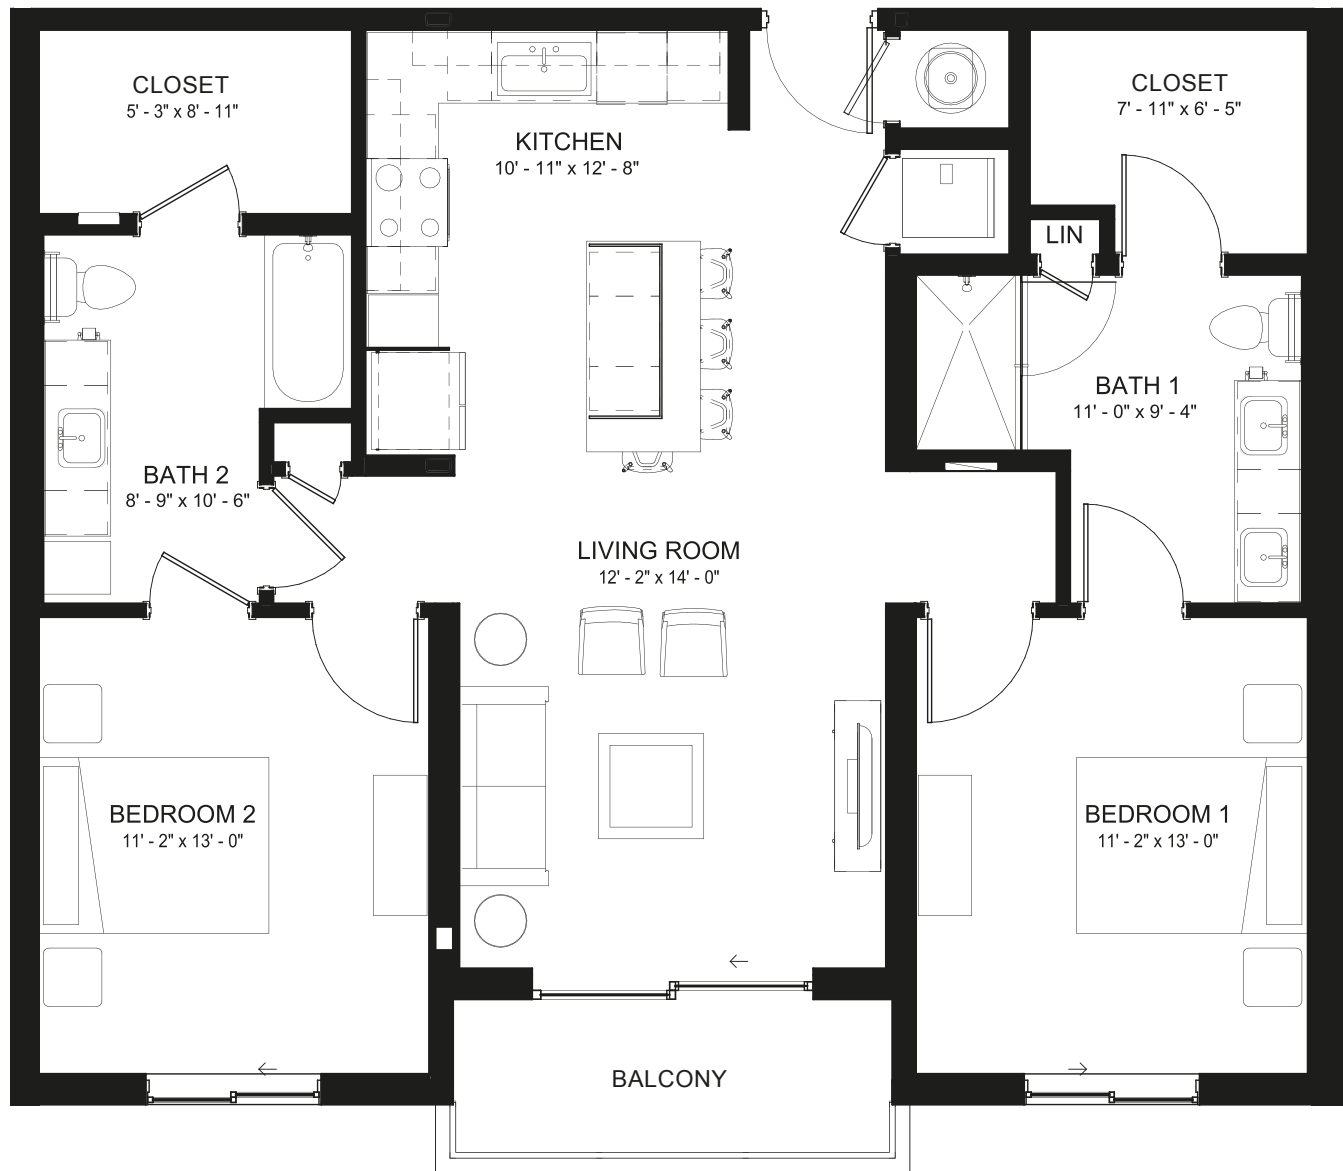 CLOSET
5' - 3" x 8' - 11"
KITCHEN
10' - 11" x 12' - 8"
CLOSET
7' - 11" x 6' - 5"
LIN
BATH 1
11' - 0" x 9' - 4"
BATH 2
8' - 9" x 10' - 6"
LIVING ROOM
12' - 2" x 14' - 0"
BEDROOM 2
11' - 2" x 13' - 0"
BEDROOM 1
11' - 2" x 13' - 0"
BALCONY